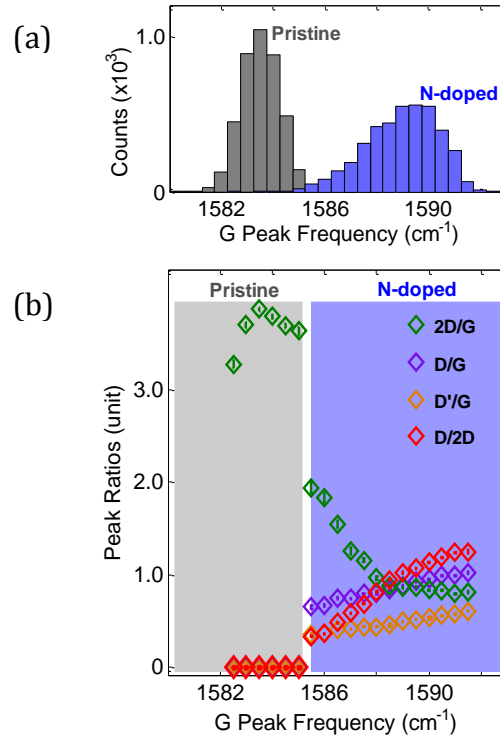 (a)
Pristine
N-doped
1.0
0
Counts (x10³)
1582 1586 1590
G Peak Frequency (cm⁻¹)
(b)
Pristine N-doped
2D/G
D/G
D'/G
D/2D
3.0
2.0
1.0
0
Peak Ratios (unit)
1582 1586 1590
G Peak Frequency (cm⁻¹)